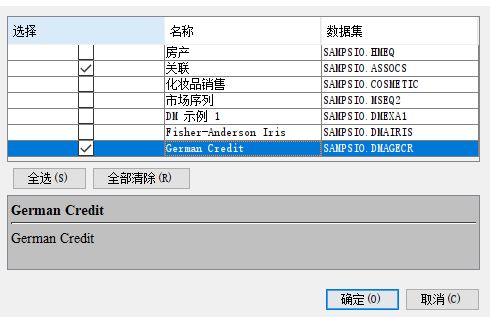 选择 名称 数据集
房产 SAMPSIO.HMEQ
关联 SAMPSIO.ASSOCS
化妆品销售 SAMPSIO.COSMETIC
市场序列 SAMPSIO.MSEQ2
DM 示例 1 SAMPSIO.DMEXA1
Fisher-Anderson Iris SAMPSIO.DMAIRIS
German Credit SAMPSIO.DMAGECR
全选(S) 全部清除(R)
German Credit
German Credit
确定(O) 取消(C)